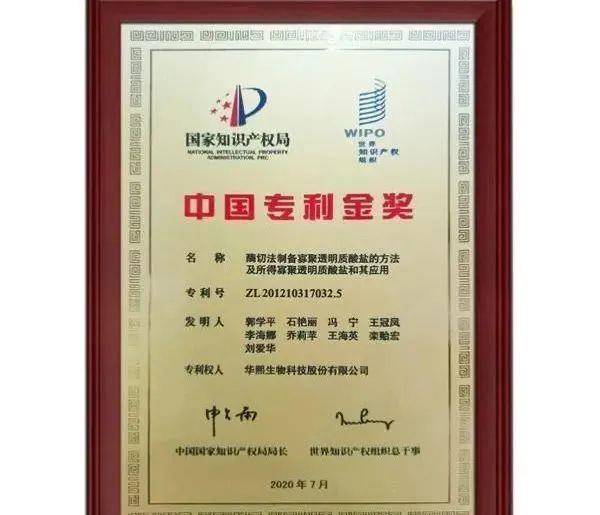 国家知识产权局
NATIONAL INTELLECTUAL PROPERTY
ADMINISTRATION, PRC
WIPO
世界
知识产权
组织
中国专利金奖
名 称 酶切法制备寡聚透明质酸盐的方法
及所得寡聚透明质酸盐和其应用
专利号 ZL 201210317032.5
发明人 郭学平 石艳丽 冯宁 王冠凤
李海娜 乔莉苹 王海英 栾贻宏
刘爱华
专利权人 华熙生物科技股份有限公司
申长雨
中国国家知识产权局局长 世界知识产权组织总干事
2020年7月